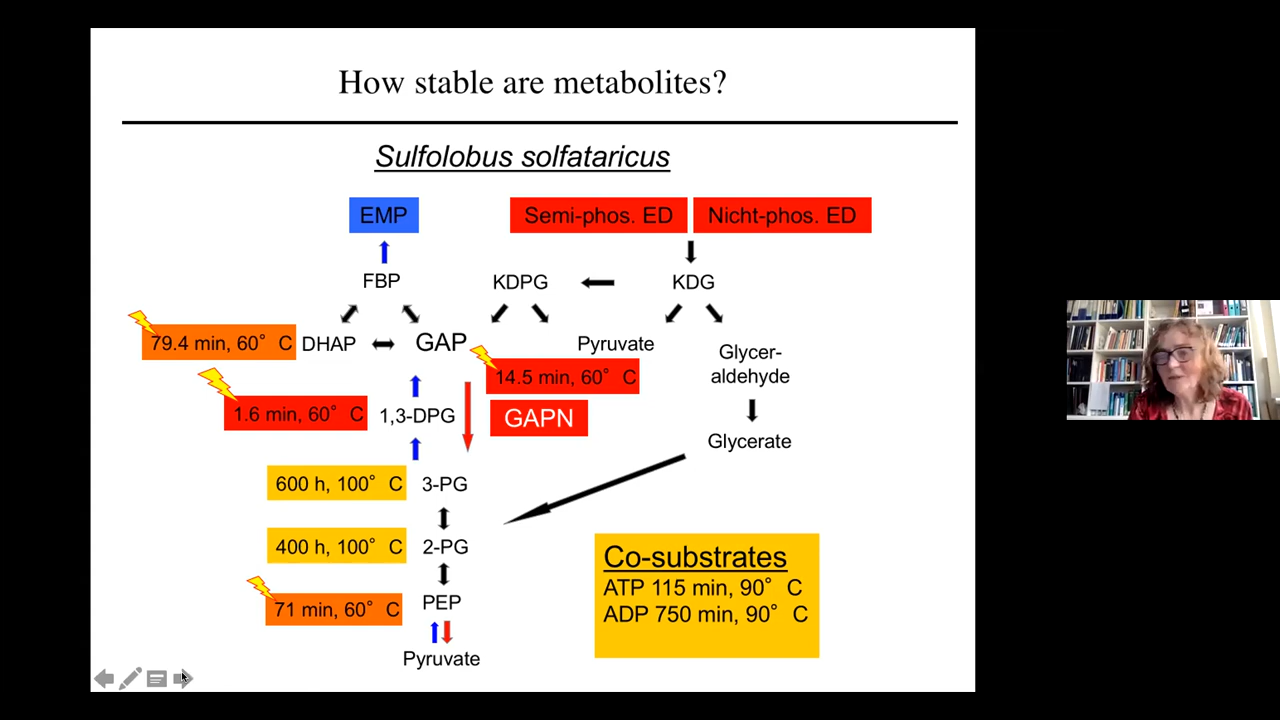 How stable are metabolites?
Sulfolobus solfataricus
EMP
Semi-phos. ED
Nicht-phos. ED
FBP
KDPG
KDG
79.4 min, 60° C
DHAP
GAP
Pyruvate
Glycer-
aldehyde
14.5 min, 60° C
1.6 min, 60° C
1,3-DPG
GAPN
Glycerate
600 h, 100° C
3-PG
400 h, 100° C
2-PG
71 min, 60° C
PEP
Pyruvate
Co-substrates
ATP 115 min, 90° C
ADP 750 min, 90° C